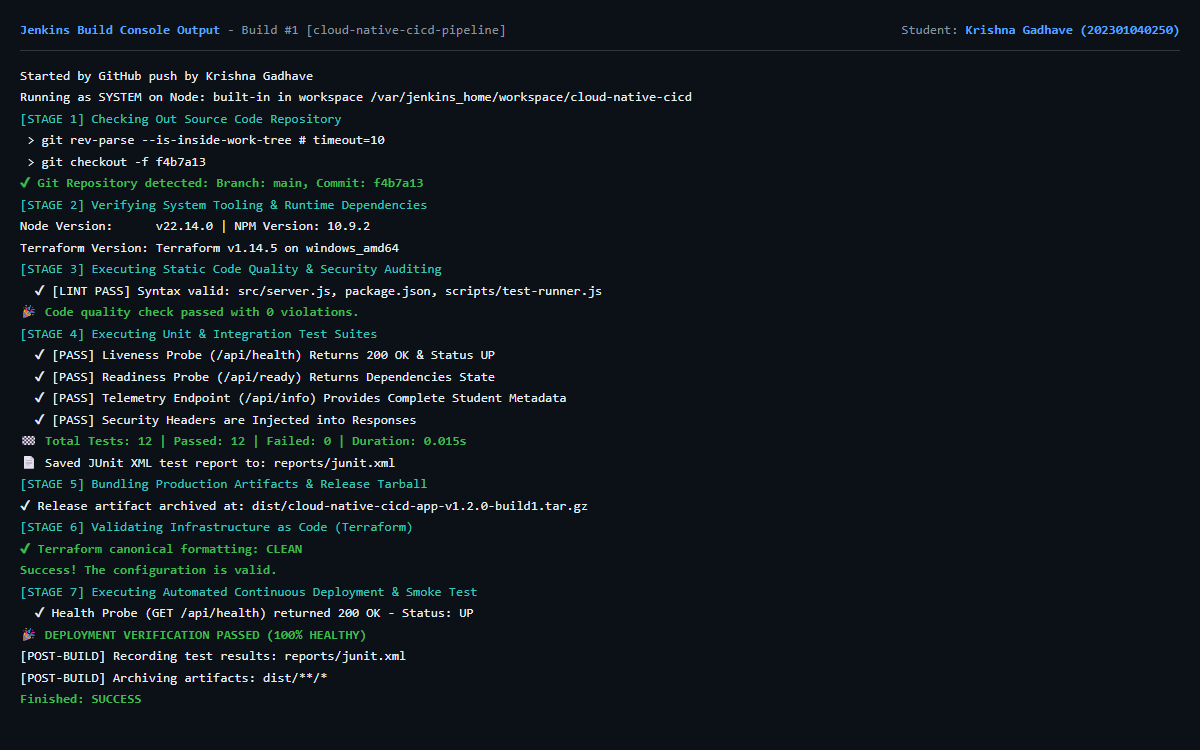 Jenkins Build Console Output - Build #1 [cloud-native-cicd-pipeline]
Student: Krishna Gadhave (202301040250)
Started by GitHub push by Krishna Gadhave
Running as SYSTEM on Node: built-in in workspace /var/jenkins_home/workspace/cloud-native-cicd
[STAGE 1] Checking Out Source Code Repository
> git rev-parse --is-inside-work-tree # timeout=10
> git checkout -f f4b7a13
✔ Git Repository detected: Branch: main, Commit: f4b7a13
[STAGE 2] Verifying System Tooling & Runtime Dependencies
Node Version:      v22.14.0 | NPM Version: 10.9.2
Terraform Version: Terraform v1.14.5 on windows_amd64
[STAGE 3] Executing Static Code Quality & Security Auditing
✔ [LINT PASS] Syntax valid: src/server.js, package.json, scripts/test-runner.js
🎉 Code quality check passed with 0 violations.
[STAGE 4] Executing Unit & Integration Test Suites
✔ [PASS] Liveness Probe (/api/health) Returns 200 OK & Status UP
✔ [PASS] Readiness Probe (/api/ready) Returns Dependencies State
✔ [PASS] Telemetry Endpoint (/api/info) Provides Complete Student Metadata
✔ [PASS] Security Headers are Injected into Responses
🏁 Total Tests: 12 | Passed: 12 | Failed: 0 | Duration: 0.015s
📄 Saved JUnit XML test report to: reports/junit.xml
[STAGE 5] Bundling Production Artifacts & Release Tarball
✔ Release artifact archived at: dist/cloud-native-cicd-app-v1.2.0-build1.tar.gz
[STAGE 6] Validating Infrastructure as Code (Terraform)
✔ Terraform canonical formatting: CLEAN
Success! The configuration is valid.
[STAGE 7] Executing Automated Continuous Deployment & Smoke Test
✔ Health Probe (GET /api/health) returned 200 OK - Status: UP
🎉 DEPLOYMENT VERIFICATION PASSED (100% HEALTHY)
[POST-BUILD] Recording test results: reports/junit.xml
[POST-BUILD] Archiving artifacts: dist/**/*
Finished: SUCCESS